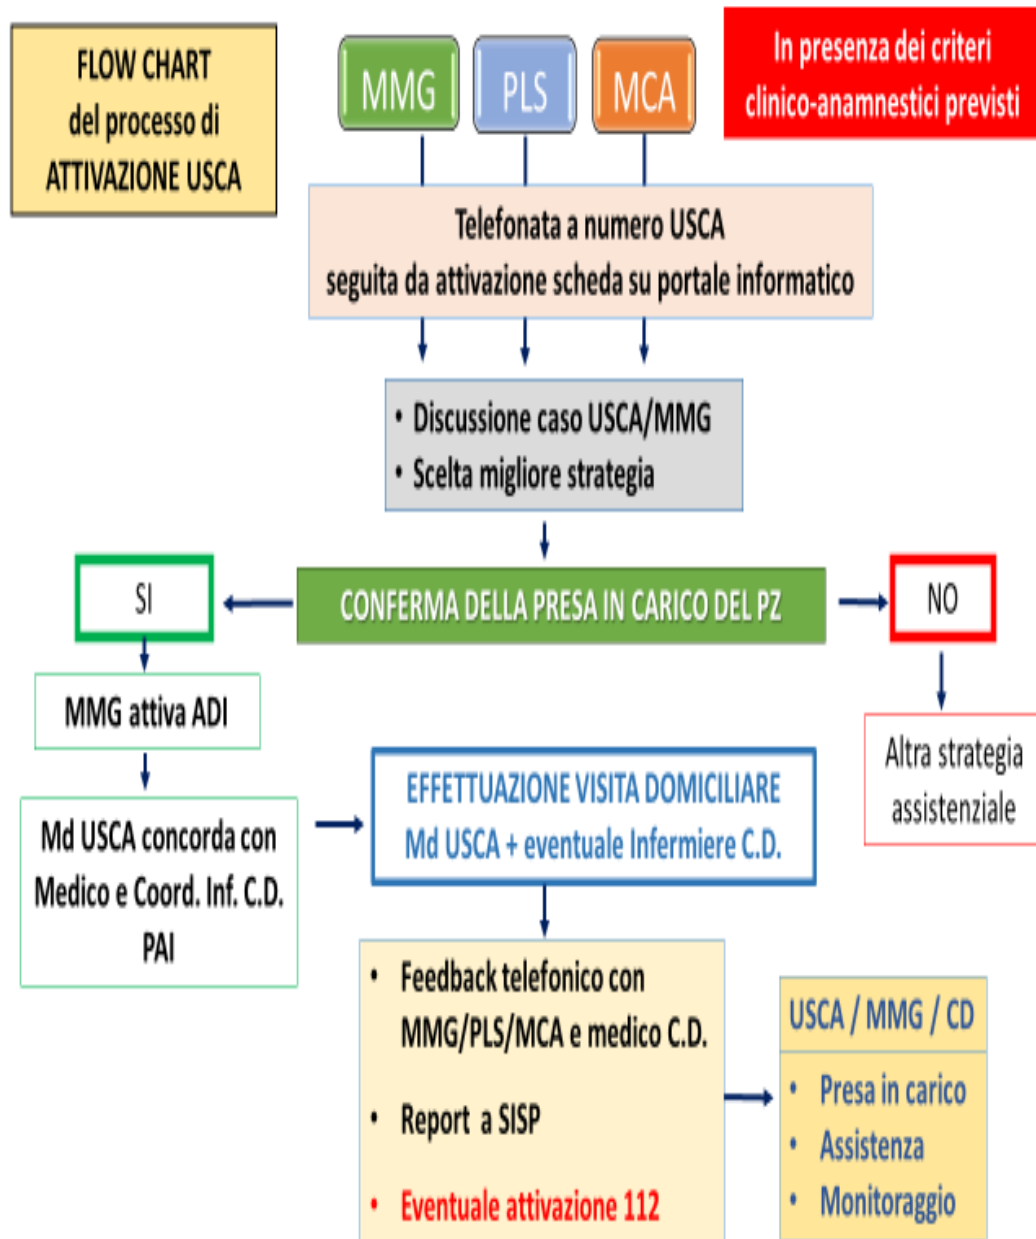 FLOW CHART
del processo di
ATTIVAZIONE USCA
MMG
PLS
MCA
In presenza dei criteri
clinico-anamnestici previsti
Telefonata a numero USCA
seguita da attivazione scheda su portale informatico
• Discussione caso USCA/MMG
• Scelta migliore strategia
SI
CONFERMA DELLA PRESA IN CARICO DEL PZ
NO
MMG attiva ADI
Altra strategia
assistenziale
Md USCA concorda con
Medico e Coord. Inf. C.D.
PAI
EFFETTUAZIONE VISITA DOMICILIARE
Md USCA + eventuale Infermiere C.D.
• Feedback telefonico con
MMG/PLS/MCA e medico C.D.
• Report a SISP
• Eventuale attivazione 112
USCA / MMG / CD
• Presa in carico
• Assistenza
• Monitoraggio